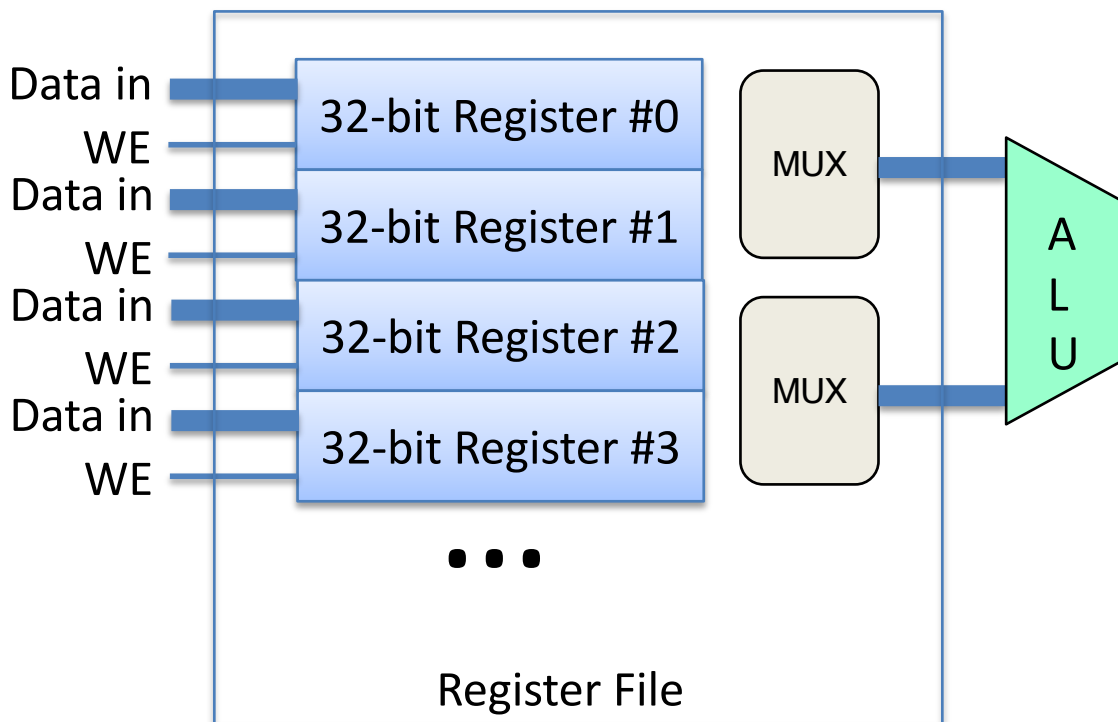 Data in
WE
32-bit Register #0
Data in
WE
32-bit Register #1
Data in
WE
32-bit Register #2
Data in
WE
32-bit Register #3
...
MUX
MUX
A
L
U
Register File